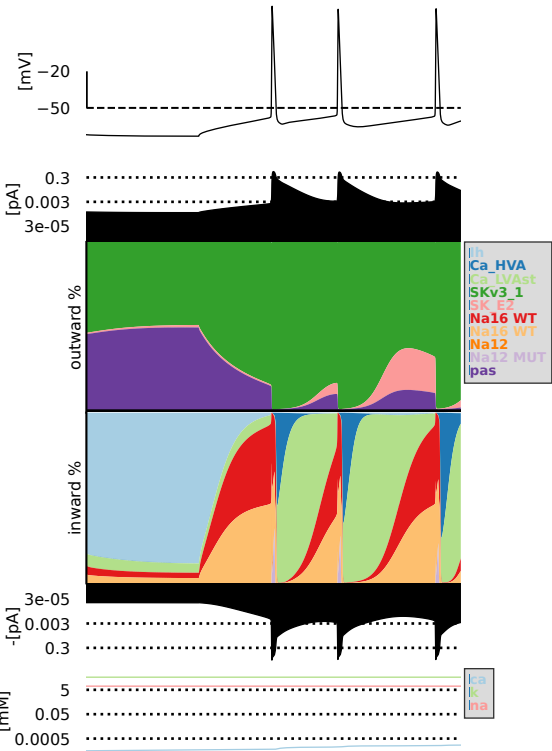 [mV]
−20
−50
[pA]
0.3
0.003
3e-05
outward %
Ih
Ca_HVA
Ca_LVAst
SKv3_1
SK_E2
Na16 WT
Na16 WT
Na12
Na12 MUT
pas
inward %
-[pA]
3e-05
0.003
0.3
[mM]
5
0.05
0.0005
ca
k
na